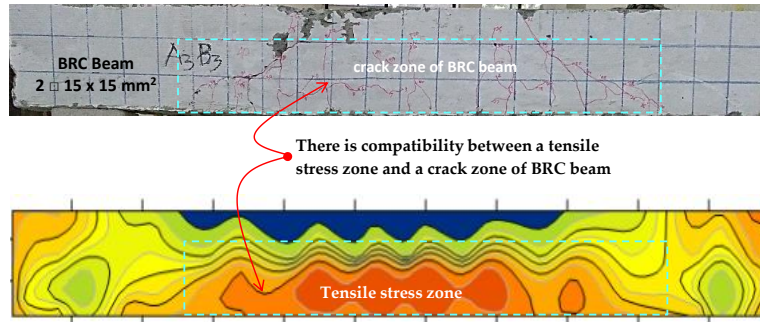 BRC Beam
2 □ 15 x 15 mm²
A3B3
crack zone of BRC beam
There is compatibility between a tensile
stress zone and a crack zone of BRC beam
Tensile stress zone